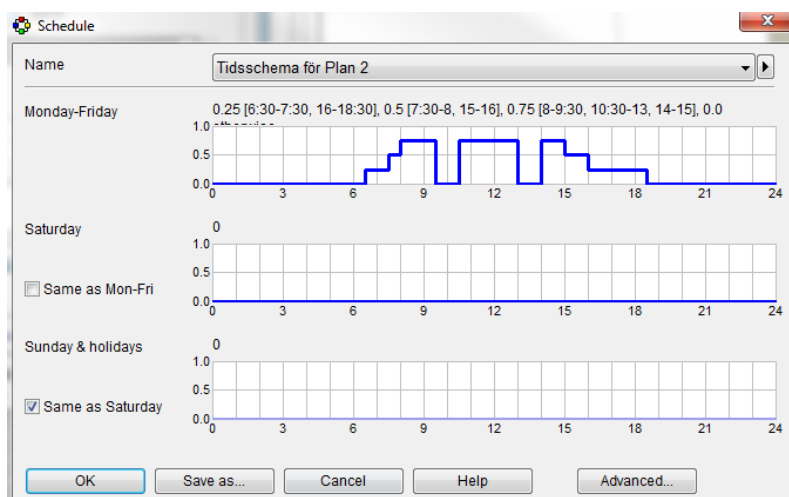 Schedule
Name
Tidsschema för Plan 2
Monday-Friday
0.25 [6:30-7:30, 16-18:30], 0.5 [7:30-8, 15-16], 0.75 [8-9:30, 10:30-13, 14-15], 0.0
1.0
0.5
0.0
0 3 6 9 12 15 18 21 24
Saturday
0
1.0
Same as Mon-Fri
0.5
0.0
0 3 6 9 12 15 18 21 24
Sunday & holidays
0
1.0
Same as Saturday
0.5
0.0
0 3 6 9 12 15 18 21 24
OK Save as... Cancel Help Advanced...